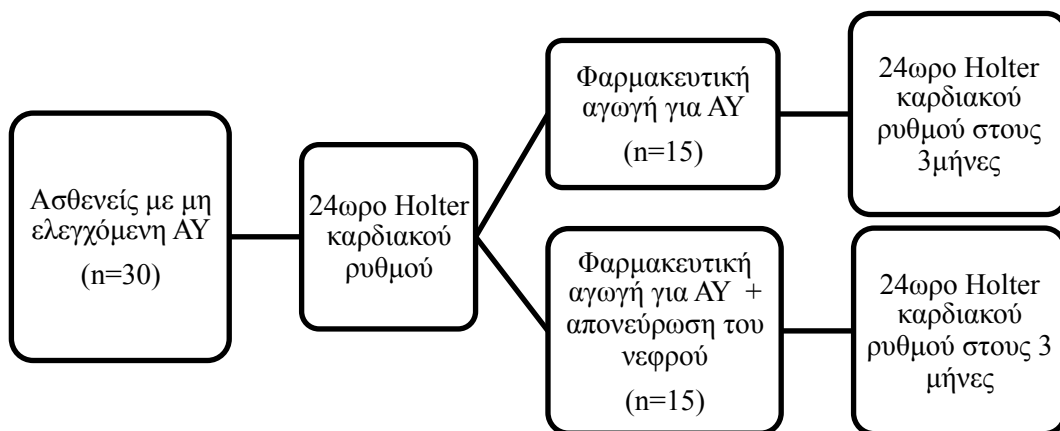 Ασθενείς με μη
ελεγχόμενη ΑΥ
(n=30)
24ωρο Holter
καρδιακού
ρυθμού
Φαρμακευτική
αγωγή για ΑΥ
(n=15)
24ωρο Holter
καρδιακού
ρυθμού στους
3μήνες
Φαρμακευτική
αγωγή για ΑΥ +
απονεύρωση του
νεφρού
(n=15)
24ωρο Holter
καρδιακού
ρυθμού στους 3
μήνες